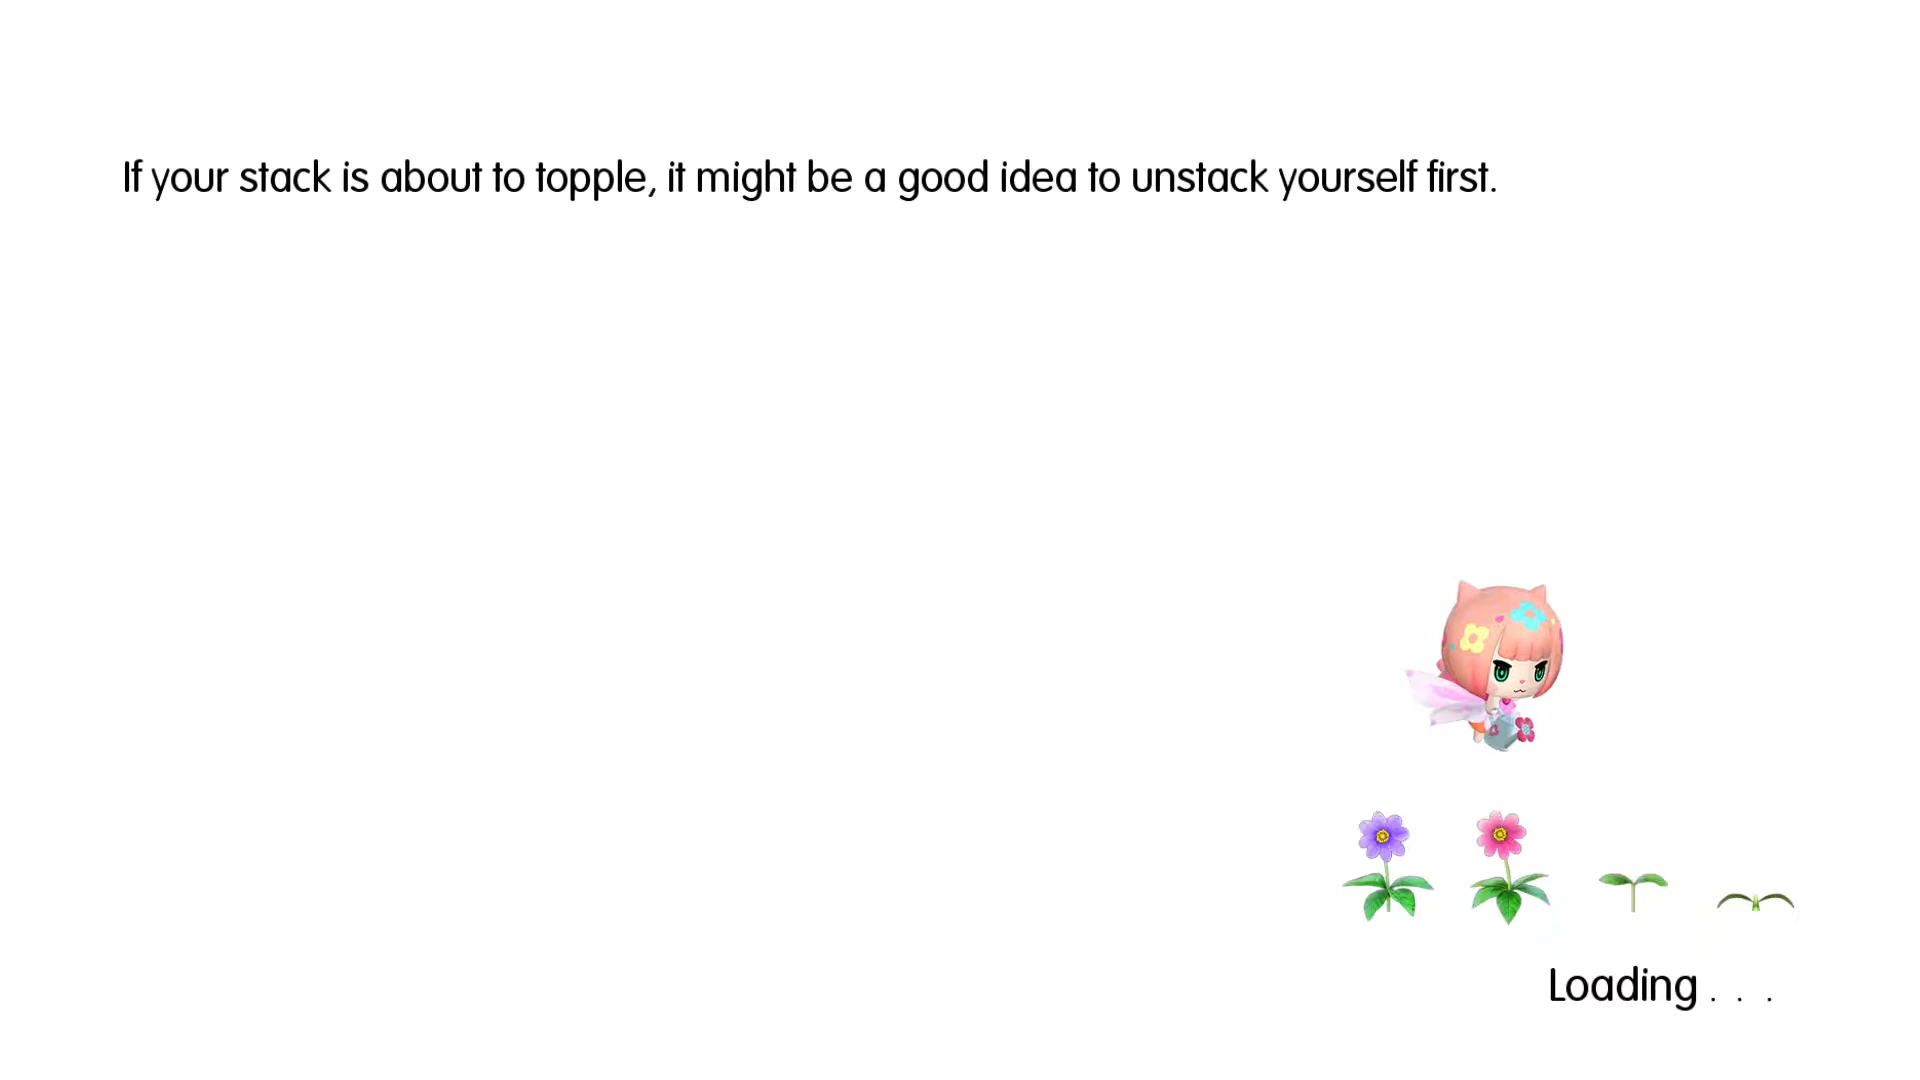 If your stack is about to topple, it might be a good idea to unstack yourself first.
Loading . . .